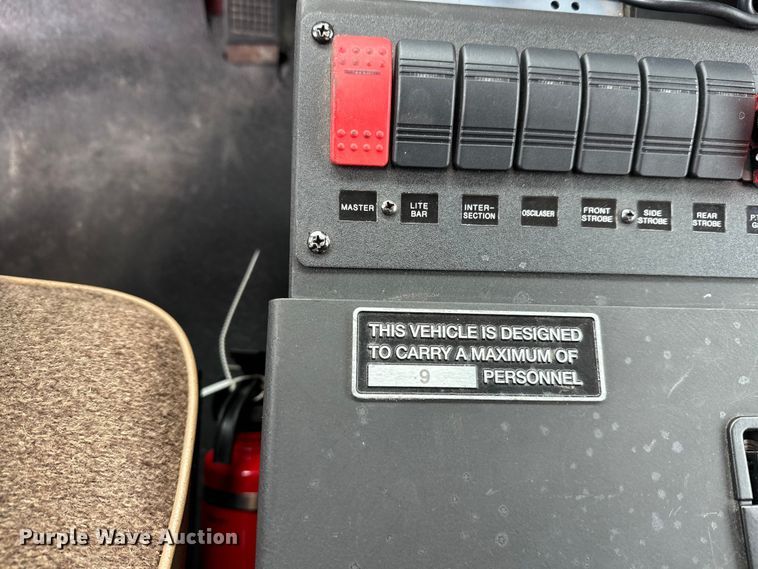 MASTER
LITE
BAR
INTER-
SECTION
OSCILASER
FRONT
STROBE
SIDE
STROBE
REAR
STROBE
THIS VEHICLE IS DESIGNED
TO CARRY A MAXIMUM OF
9 PERSONNEL
Purple Wave Auction